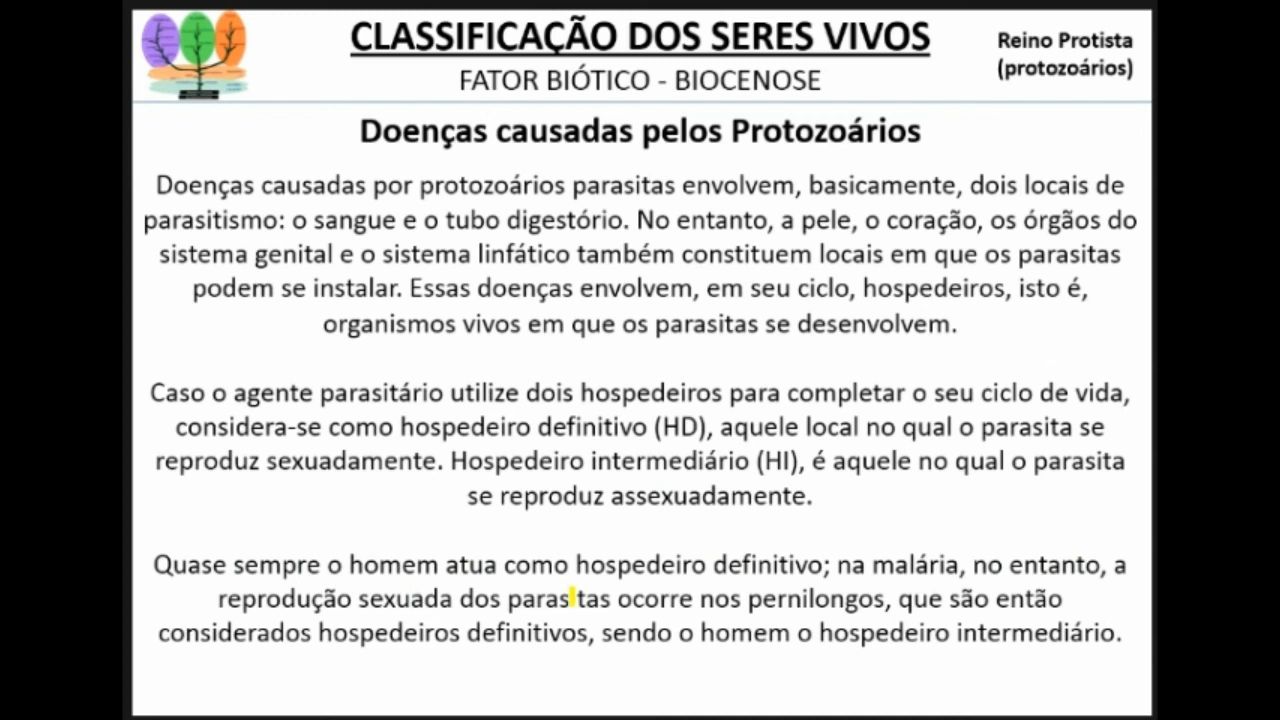 CLASSIFICAÇÃO DOS SERES VIVOS
FATOR BIÓTICO - BIOCENOSE
Reino Protista
(protozoários)
Doenças causadas pelos Protozoários
Doenças causadas por protozoários parasitas envolvem, basicamente, dois locais de
parasitismo: o sangue e o tubo digestório. No entanto, a pele, o coração, os órgãos do
sistema genital e o sistema linfático também constituem locais em que os parasitas
podem se instalar. Essas doenças envolvem, em seu ciclo, hospedeiros, isto é,
organismos vivos em que os parasitas se desenvolvem.
Caso o agente parasitário utilize dois hospedeiros para completar o seu ciclo de vida,
considera-se como hospedeiro definitivo (HD), aquele local no qual o parasita se
reproduz sexuadamente. Hospedeiro intermediário (HI), é aquele no qual o parasita
se reproduz assexuadamente.
Quase sempre o homem atua como hospedeiro definitivo; na malária, no entanto, a
reprodução sexuada dos parasitas ocorre nos pernilongos, que são então
considerados hospedeiros definitivos, sendo o homem o hospedeiro intermediário.